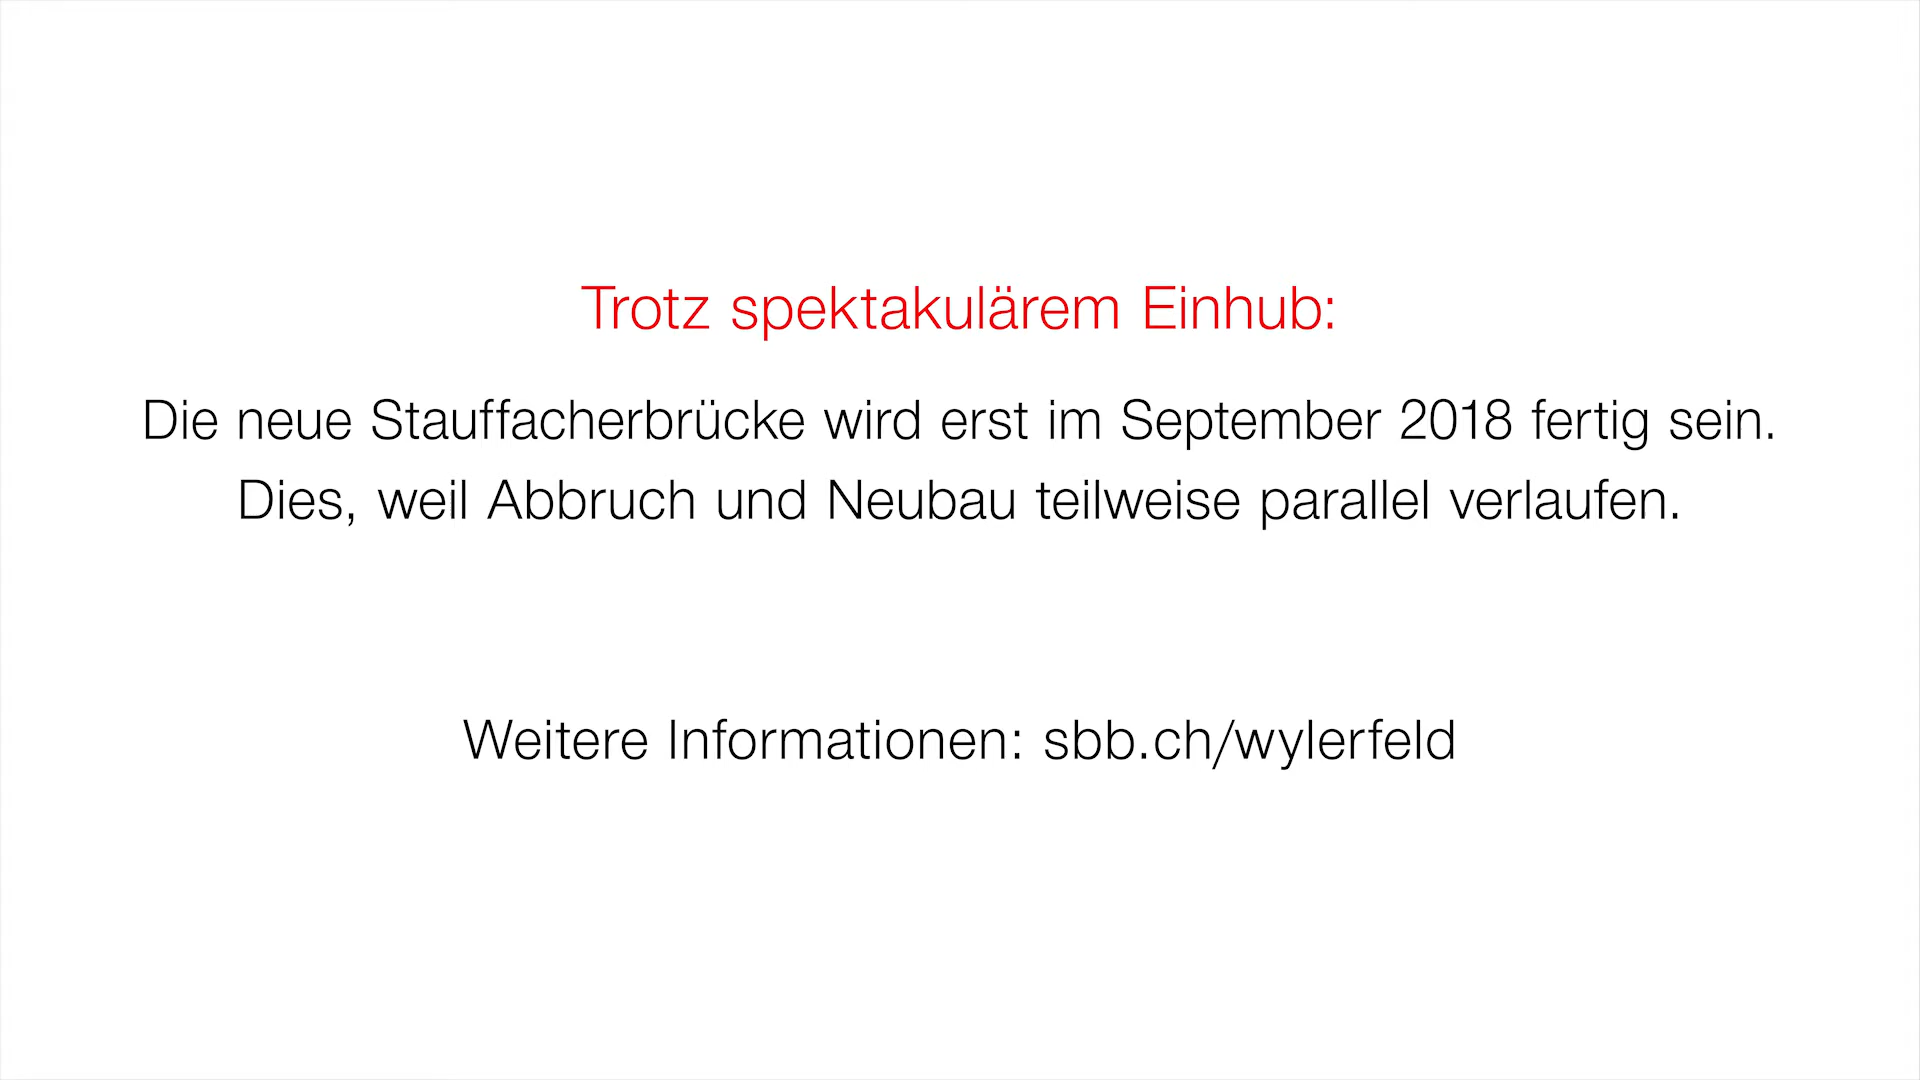 Trotz spektakulärem Einhub:
Die neue Stauffacherbrücke wird erst im September 2018 fertig sein.
Dies, weil Abbruch und Neubau teilweise parallel verlaufen.
Weitere Informationen: sbb.ch/wylerfeld